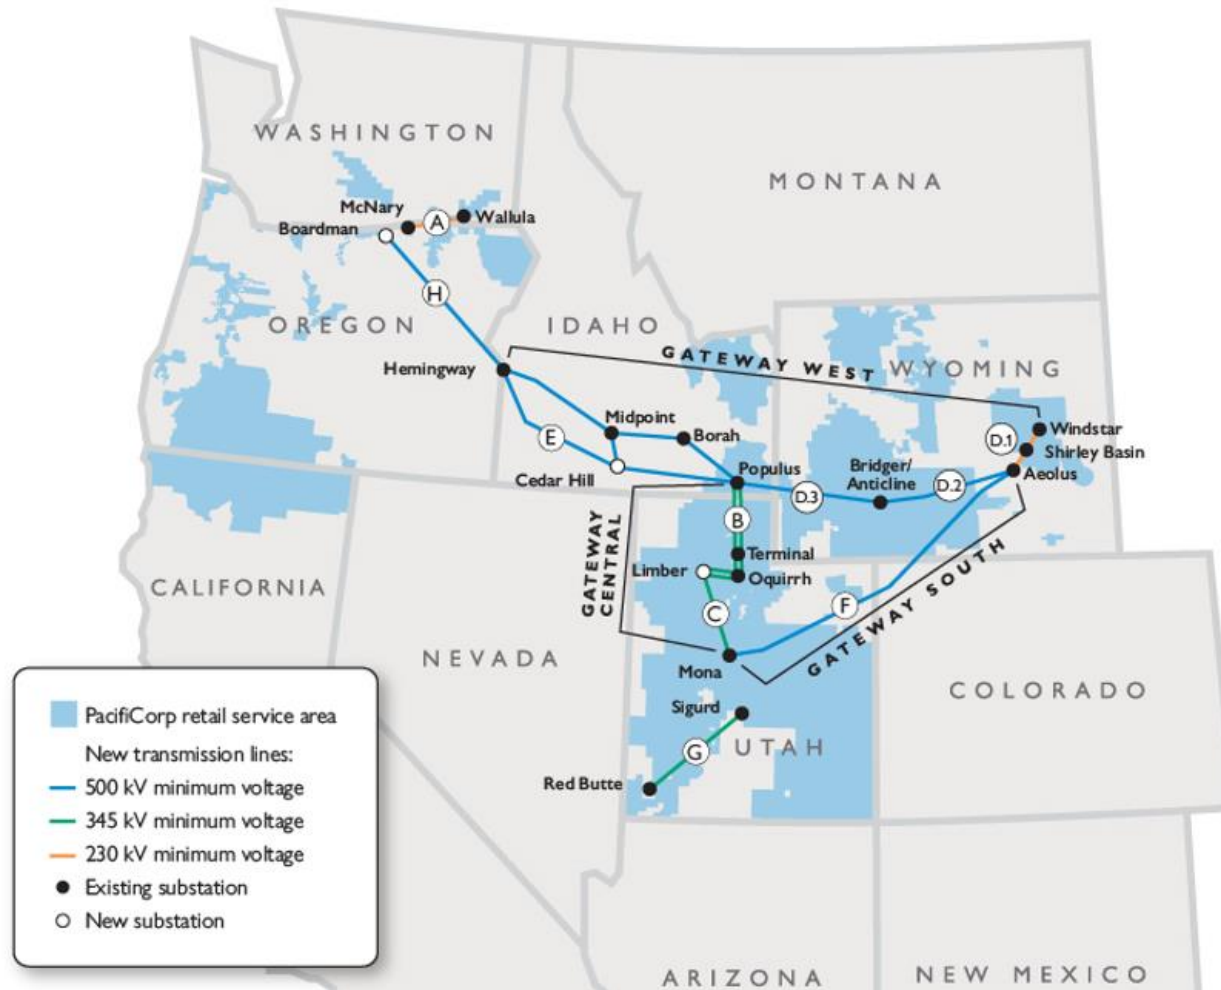 WASHINGTON
MONTANA
McNary
A
Wallula
Boardman
H
OREGON
IDAHO
GATEWAY WEST
WYOMING
Hemingway
Midpoint
Windstar
E
Borah
D.1
Shirley Basin
Cedar Hill
Populus
Bridger/
Anticline
Aeolus
D.3
D.2
GATEWAY
CENTRAL
B
Terminal
Limber
Oquirrh
CALIFORNIA
C
F
GATEWAY SOUTH
NEVADA
Mona
COLORADO
Sigurd
UTAH
G
Red Butte
PacifiCorp retail service area
New transmission lines:
500 kV minimum voltage
345 kV minimum voltage
230 kV minimum voltage
Existing substation
New substation
ARIZONA
NEW MEXICO